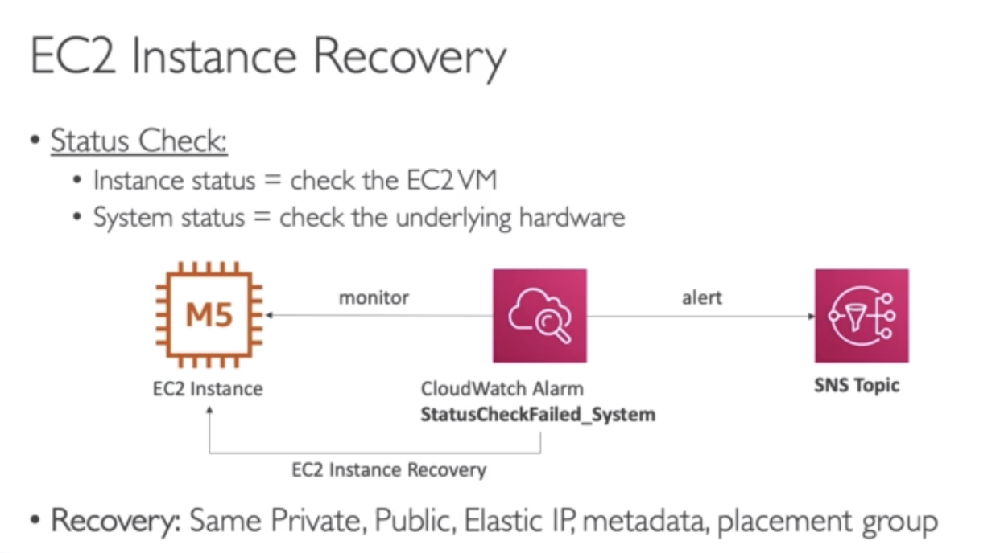 EC2 Instance Recovery
• Status Check:
• Instance status = check the EC2 VM
• System status = check the underlying hardware
M5
monitor
alert
EC2 Instance
CloudWatch Alarm
StatusCheckFailed_System
SNS Topic
EC2 Instance Recovery
• Recovery: Same Private, Public, Elastic IP, metadata, placement group